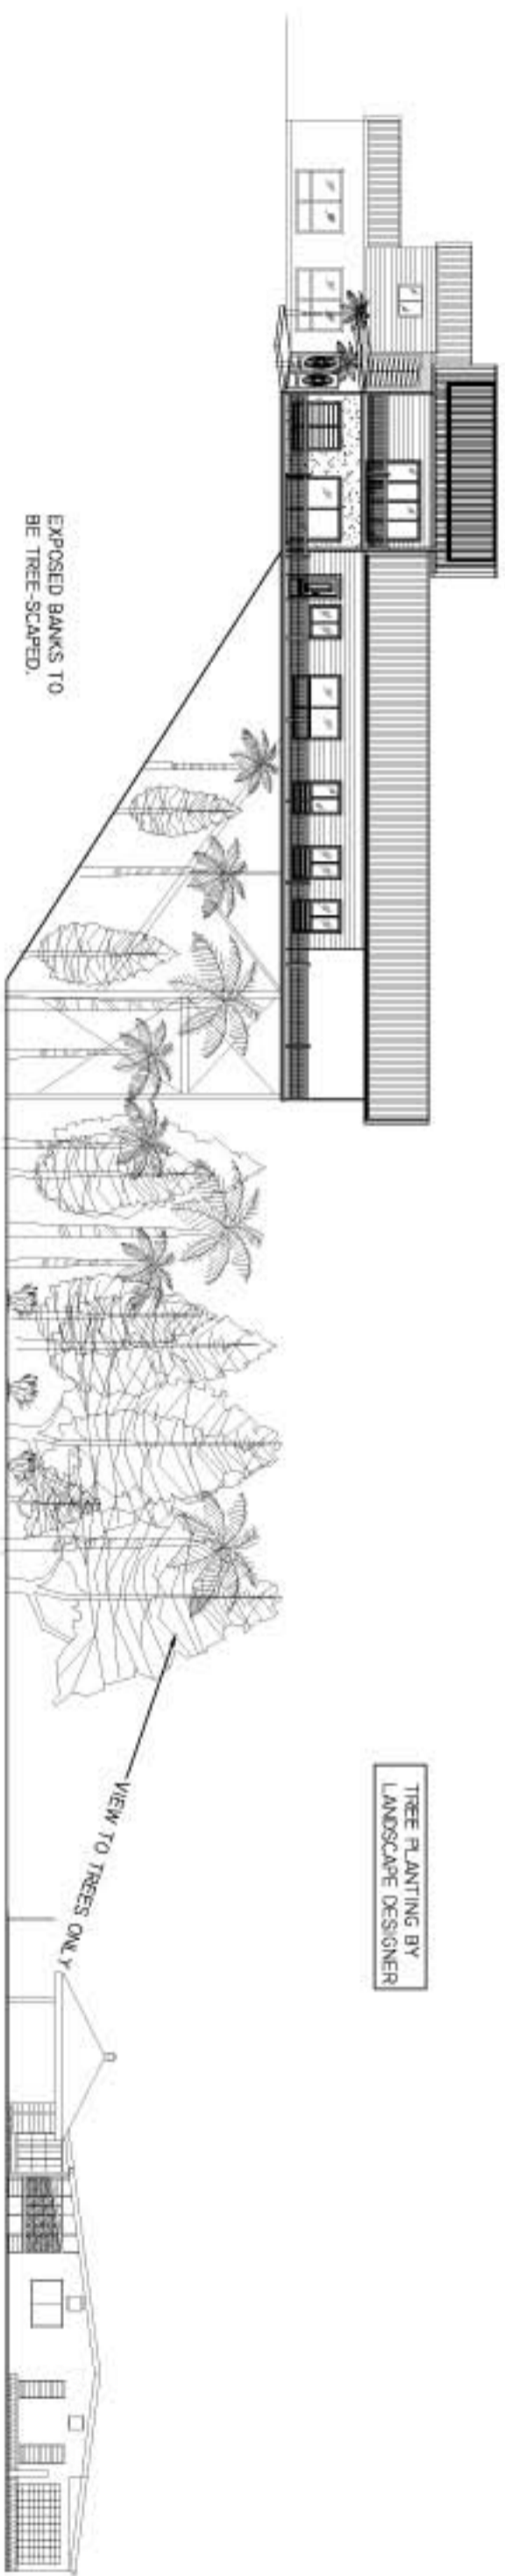 EXPOSED BANKS TO
BE TREE-SCAPED.
VIEW TO TREES ONLY
TREE PLANTING BY
LANDSCAPE DESIGNER